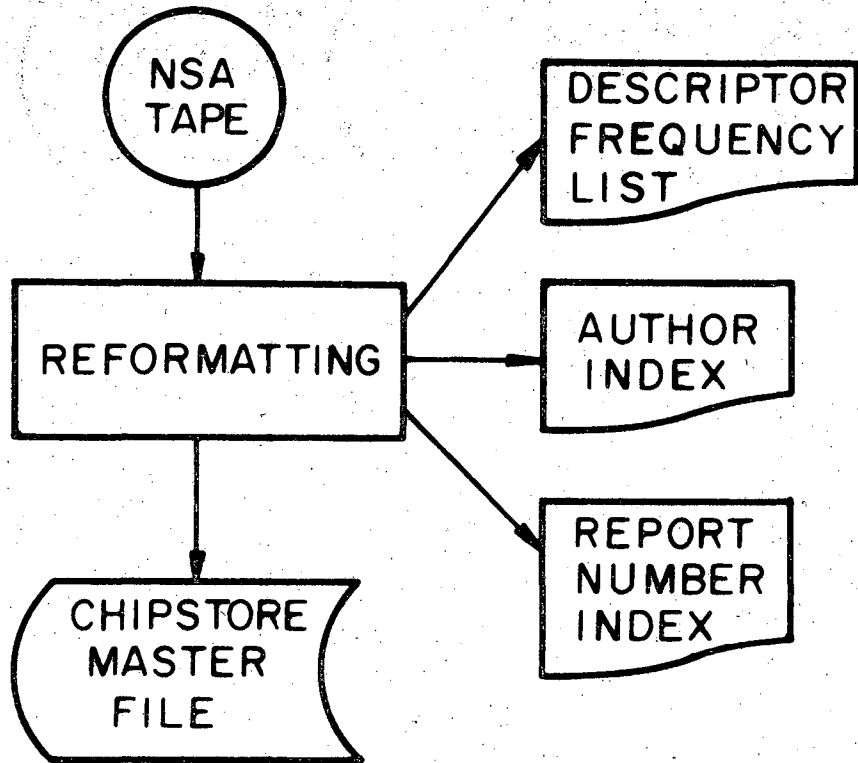 NSA
TAPE
DESCRIPTOR
FREQUENCY
LIST
REFORMATTING
AUTHOR
INDEX
REPORT
NUMBER
INDEX
CHIPSTORE
MASTER
FILE